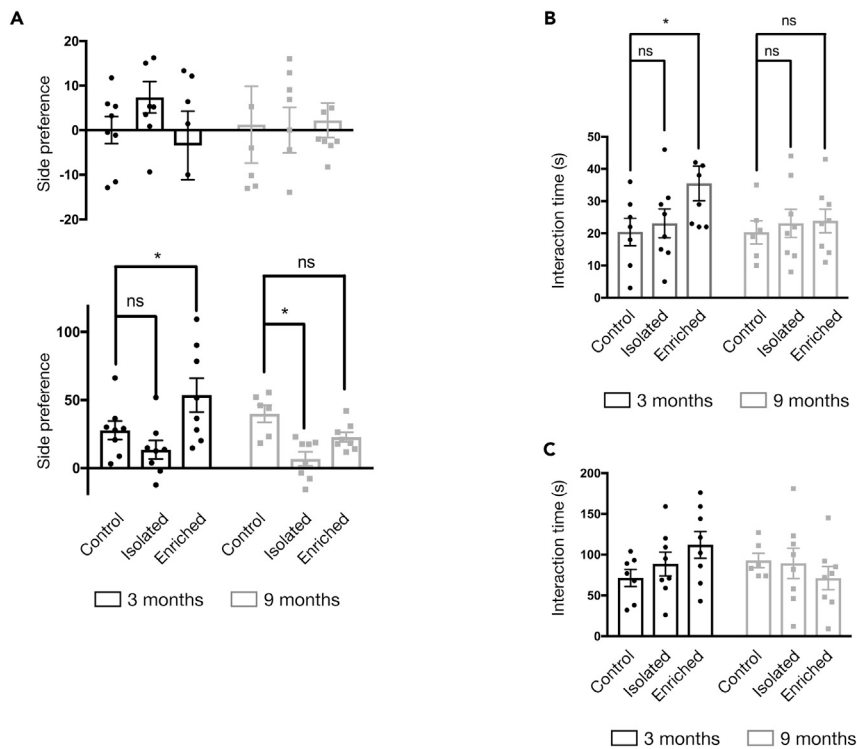 A
20
10
0
-10
-20
Side preference
*
ns
ns
*
100
50
0
Side preference
Control
Isolated
Enriched
Control
Isolated
Enriched
3 months
9 months
B
*
ns
ns
ns
50
40
30
20
10
0
Interaction time (s)
Control
Isolated
Enriched
Control
Isolated
Enriched
3 months
9 months
C
200
150
100
50
0
Interaction time (s)
Control
Isolated
Enriched
Control
Isolated
Enriched
3 months
9 months